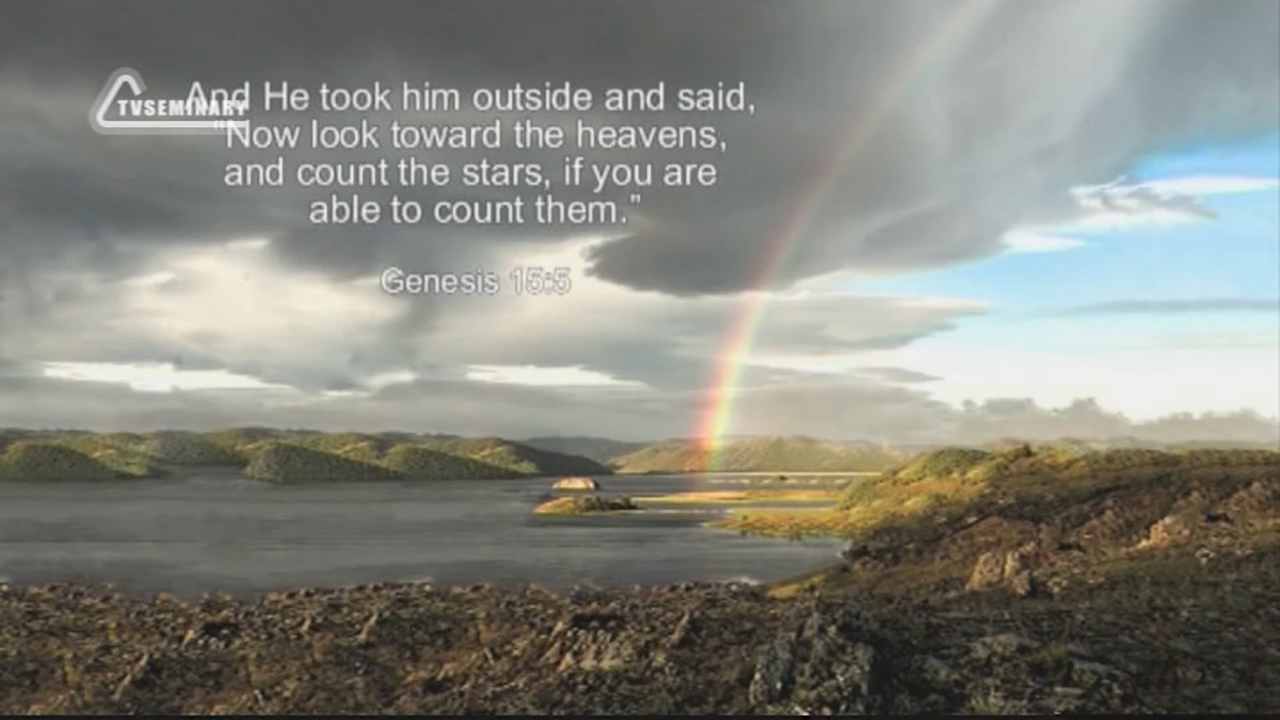 TVSEMINARY
And He took him outside and said,
"Now look toward the heavens,
and count the stars, if you are
able to count them."
Genesis 15:5